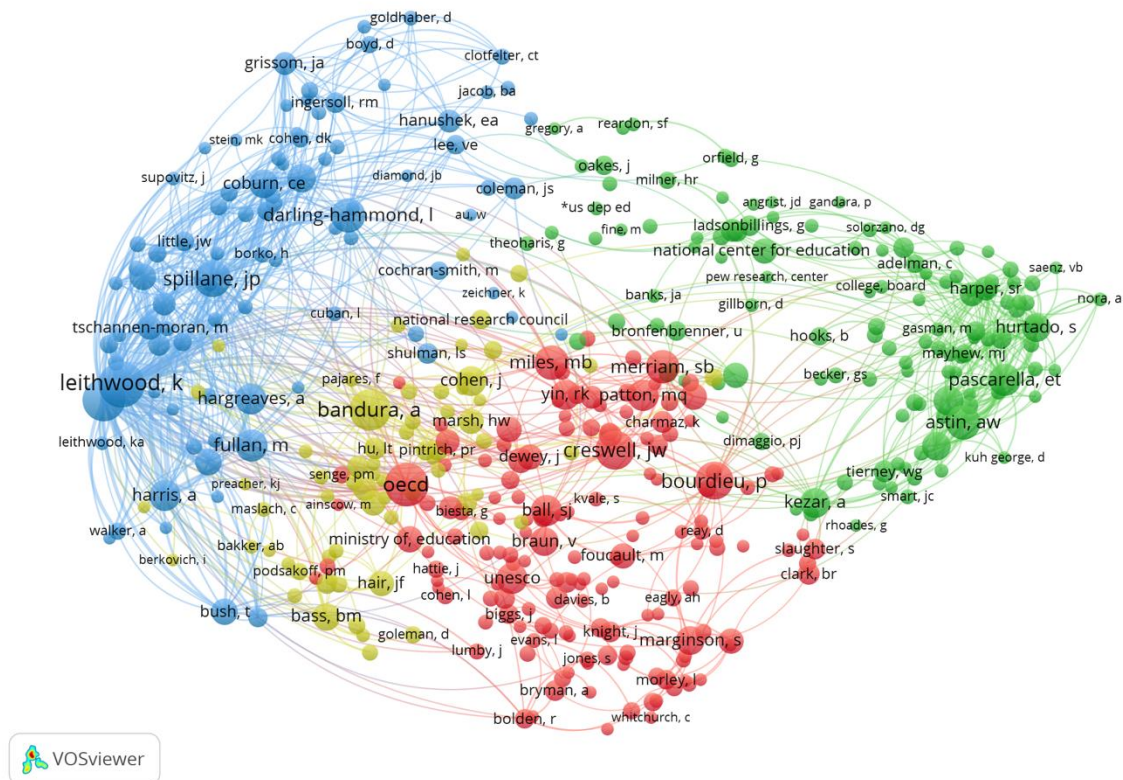 goldhaber, d
boyd, d
clotfelter, ct
grissom, ja
jacob, ba
ingersoll, rm
hanushek, ea
gregory, a
reardon, sf
stein, mk
cohen, dk
lee, ve
orfield, g
oakes, j
supovitz, j
diamond, jb
milner, hr
coburn, ce
coleman, js
angrist, jd
gandara, p
*us dep ed
darling-hammond, l
au, w
ladsonbillings, g
solorzano, dg
fine, m
little, jw
theoharis, g
borko, h
national center for education
adelman, c
saenz, vb
cochran-smith, m
spillane, jp
pew research, center
college, board
harper, sr
zeichner, k
banks, ja
gillborn, d
nora, a
cuban, l
national research council
tschannen-moran, m
bronfenbrenner, u
gasman, m
hurtado, s
hooks, b
shulman, ls
mayhew, mj
miles, mb
merriam, sb
becker, gs
leithwood, k
pajares, f
cohen, j
pascarella, et
hargreaves, a
yin, rk
patton, mq
bandura, a
marsh, hw
charmaz, k
astin, aw
leithwood, ka
fullan, m
dimaggio, pj
hu, lt
pintrich, pr
creswell, jw
dewey, j
kuh george, d
tierney, wg
senge, pm
preacher, kj
oecd
bourdieu, p
smart, jc
harris, a
ainscow, m
kvale, s
kezar, a
maslach, c
biesta, g
ball, sj
rhoades, g
walker, a
reay, d
ministry of, education
braun, v
slaughter, s
bakker, ab
foucault, m
berkovich, i
clark, br
podsakoff, pm
hattie, j
hair, jf
unesco
cohen, l
davies, b
eagly, ah
bush, t
bass, bm
biggs, j
goleman, d
evans, l
knight, j
marginson, s
lumby, j
jones, s
morley, l
bryman, a
bolden, r
whitchurch, c
VOSviewer